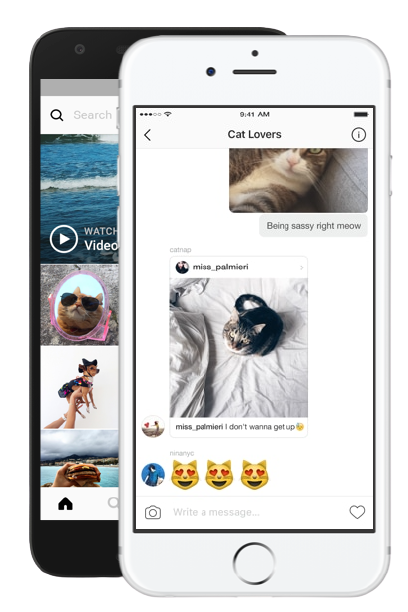 Search
WATCH
Video
9:41 AM
Cat Lovers
Being sassy right meow
catnap
miss_palmieri
miss_palmieri I don't wanna get up😴
ninanyc
😻😻😻
Write a message...